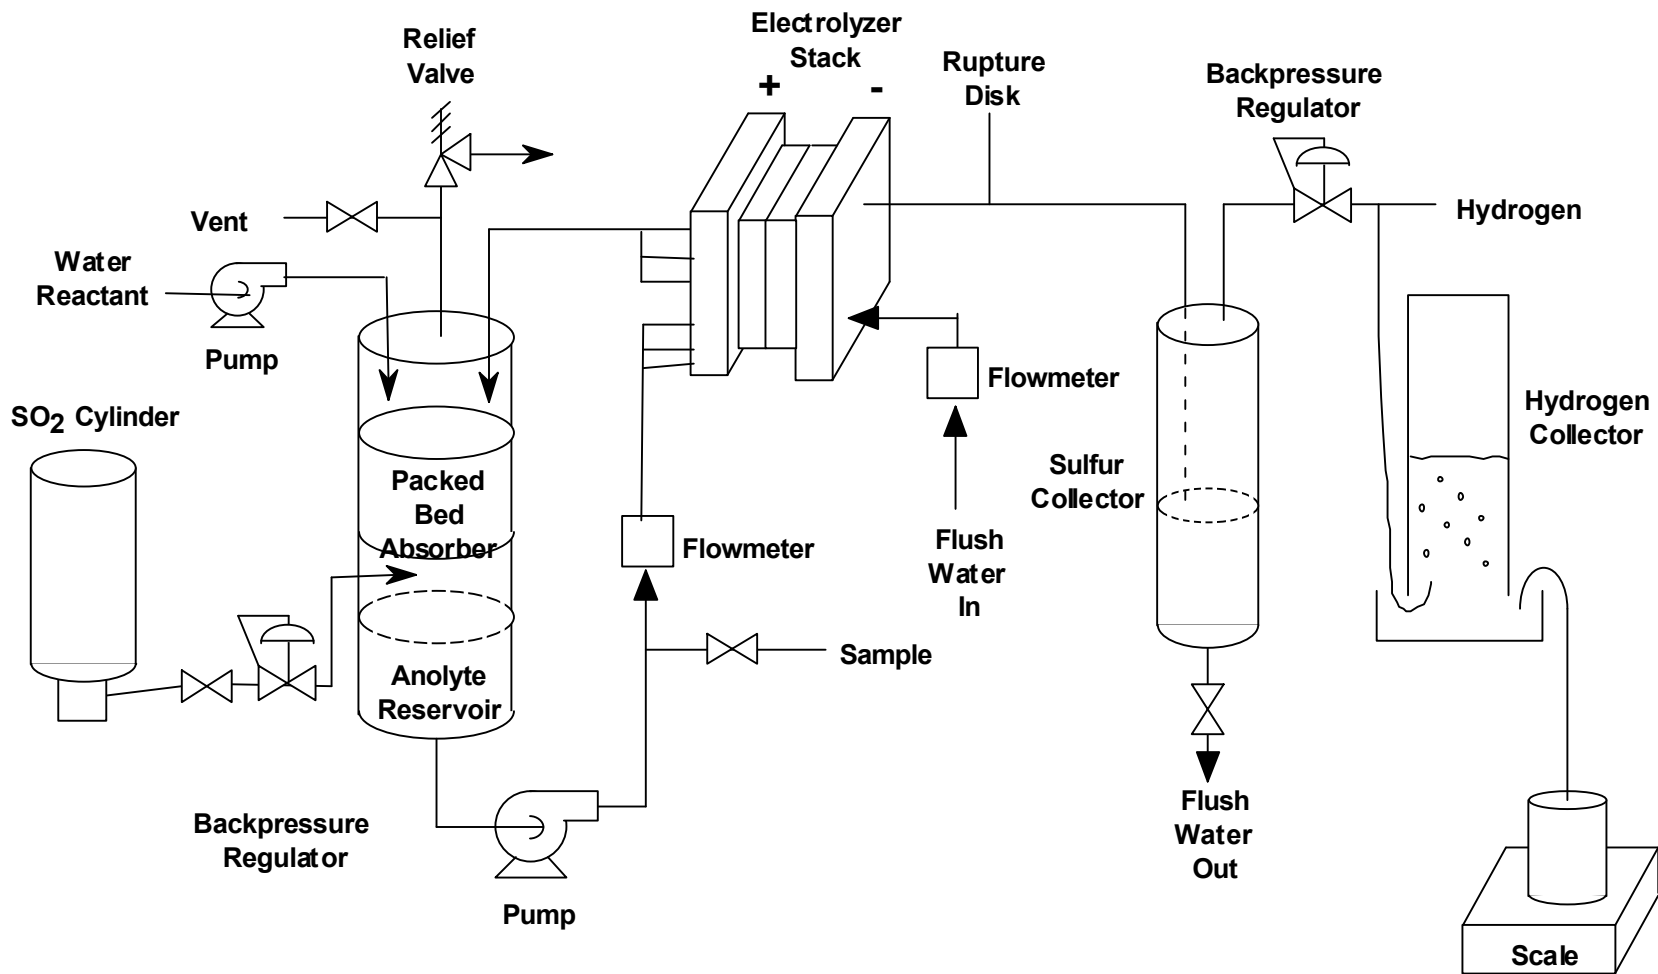 Relief
Valve
Electrolyzer
Stack
+
-
Rupture
Disk
Backpressure
Regulator
Vent
Hydrogen
Water
Reactant
Pump
Flowmeter
SO2 Cylinder
Hydrogen
Collector
Packed
Bed
Absorber
Sulfur
Collector
Flowmeter
Flush
Water
In
Sample
Anolyte
Reservoir
Backpressure
Regulator
Flush
Water
Out
Pump
Scale